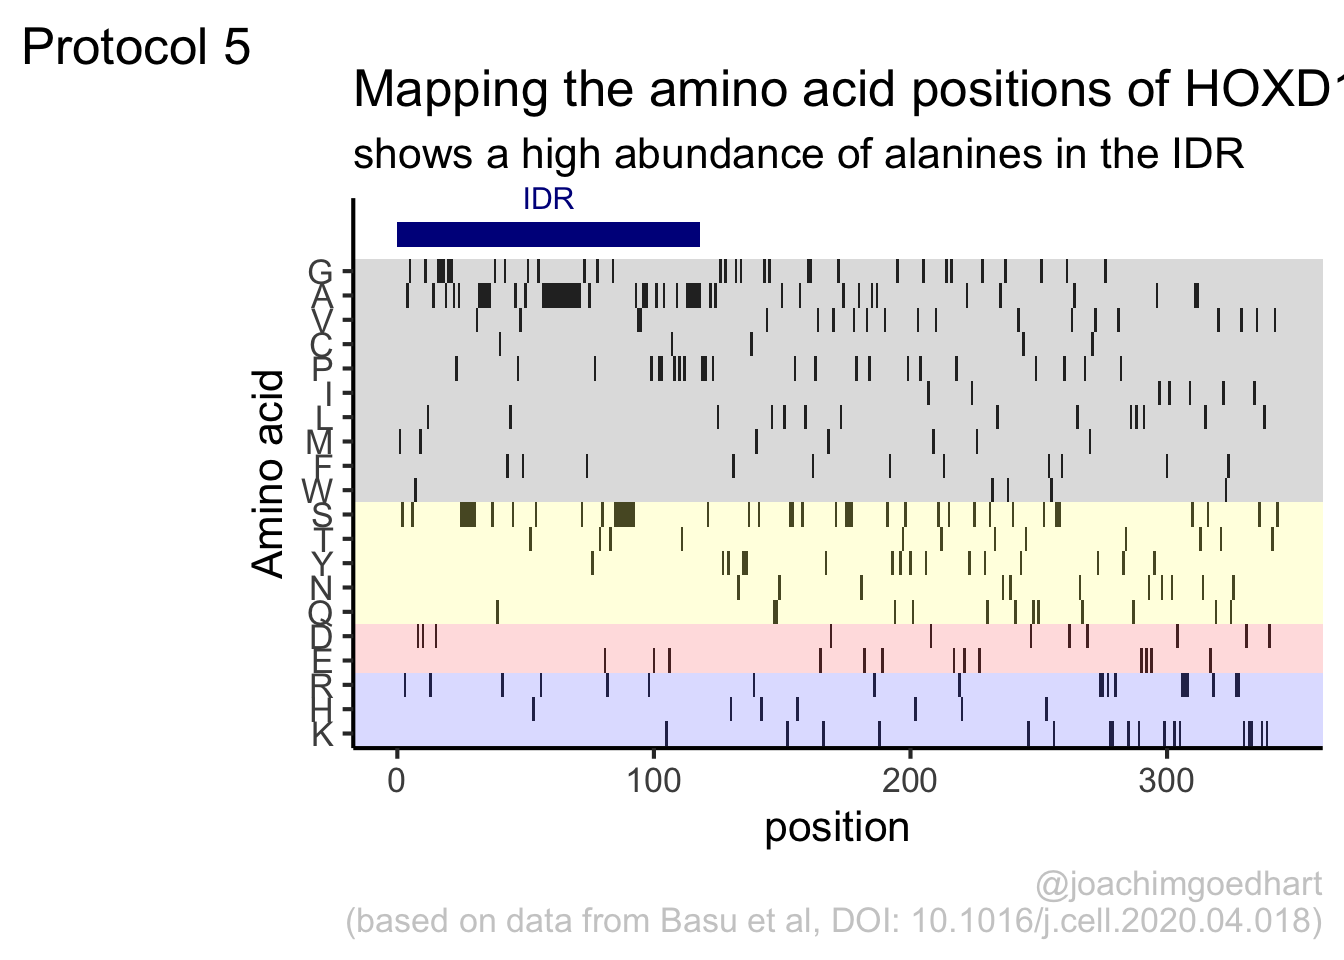 Protocol 5
Mapping the amino acid positions of HOXD1
shows a high abundance of alanines in the IDR
IDR
G
A
V
C
P
I
L
M
F
W
S
T
Y
N
Q
D
E
R
H
K
Amino acid
0 100 200 300
position
@joachimgoedhart
(based on data from Basu et al, DOI: 10.1016/j.cell.2020.04.018)